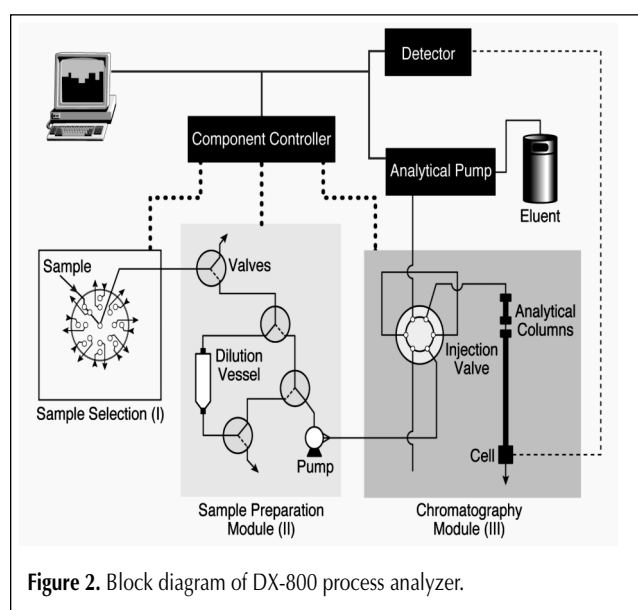 Detector
Component Controller
Analytical Pump
Eluent
Sample
Valves
Dilution
Vessel
Pump
Injection
Valve
Analytical
Columns
Cell
Sample Selection (I)
Sample Preparation
Module (II)
Chromatography
Module (III)
Figure 2. Block diagram of DX-800 process analyzer.